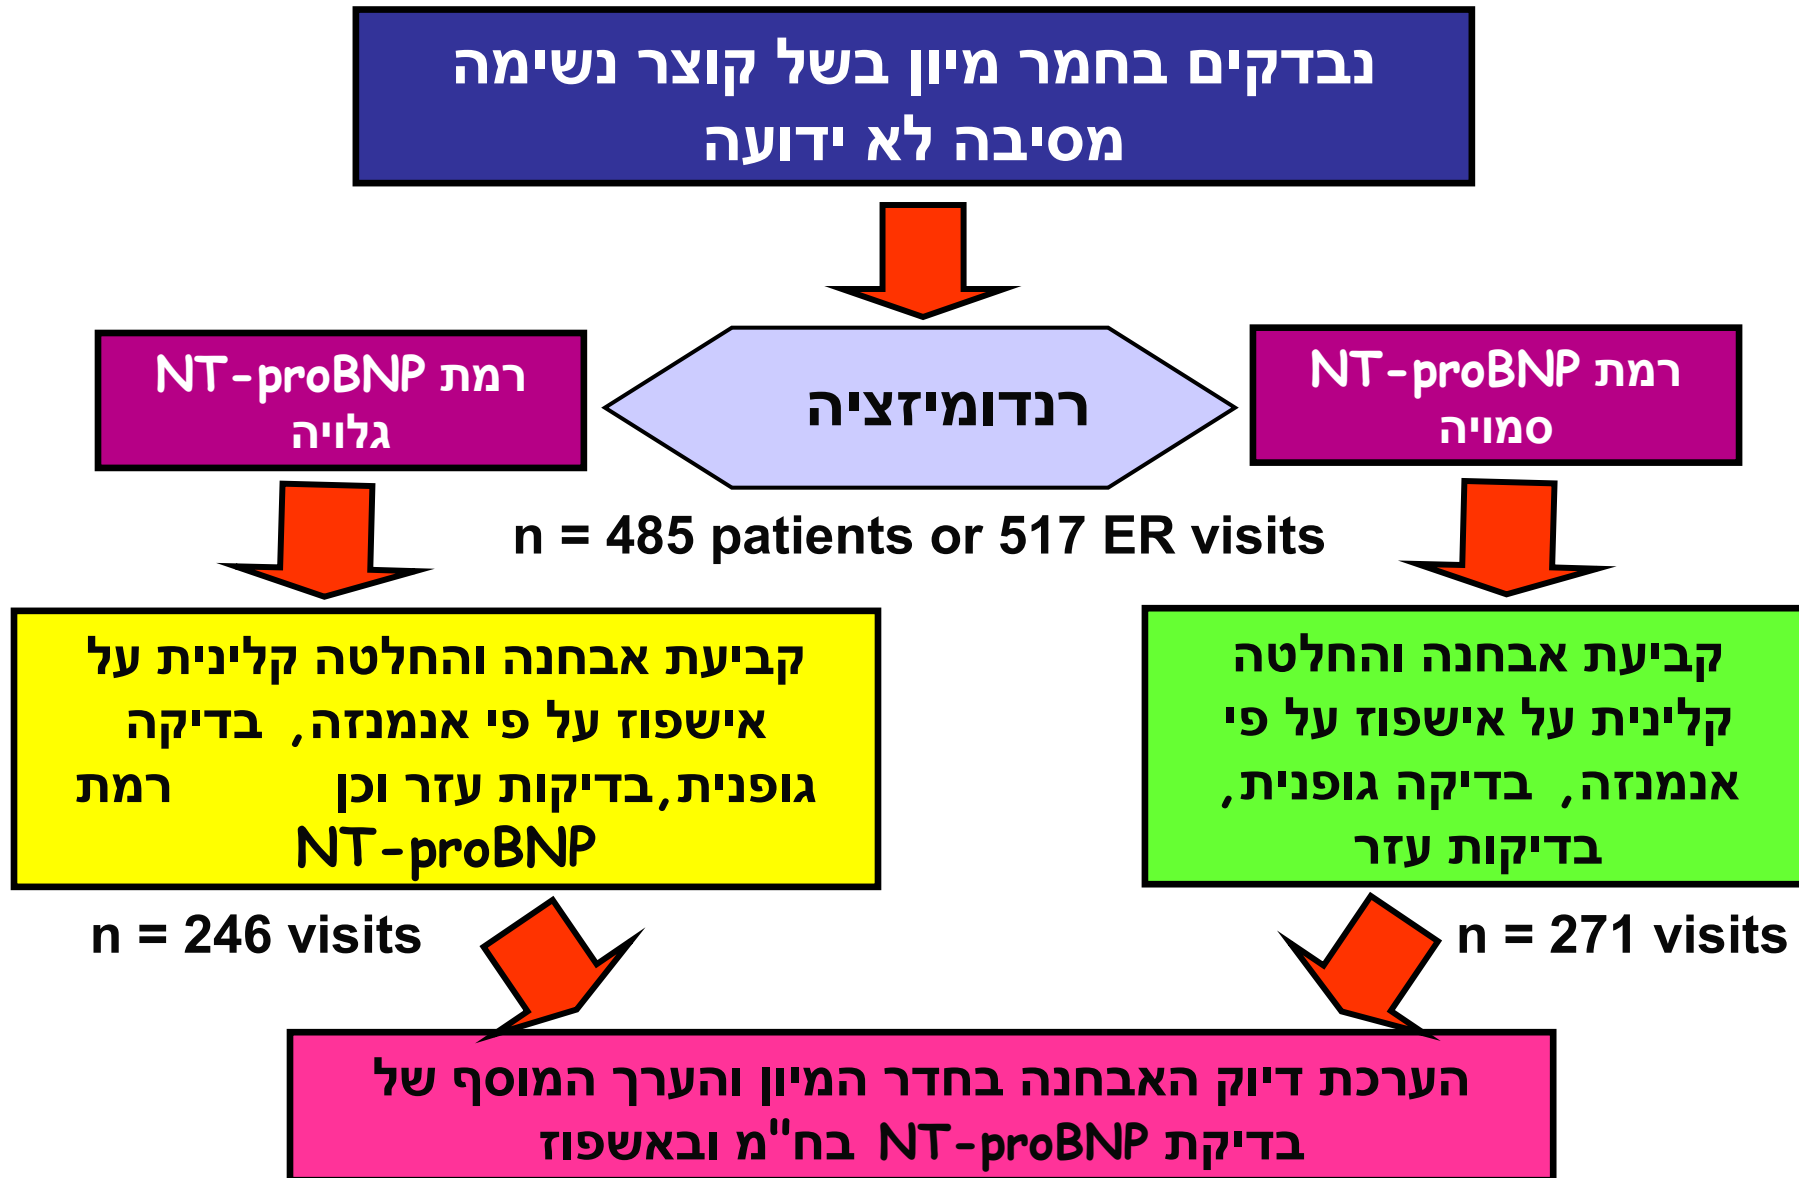 נבדקים בחמר מיון בשל קוצר נשימה
מסיבה לא ידועה
רמת NT-proBNP
סמויה
רנדומיזציה
רמת NT-proBNP
גלויה
n = 485 patients or 517 ER visits
קביעת אבחנה והחלטה
קלינית על אישפוז על פי
אנמנזה, בדיקה גופנית,
בדיקות עזר
n = 271 visits
קביעת אבחנה והחלטה קלינית על
אישפוז על פי אנמנזה, בדיקה
גופנית,בדיקות עזר וכן רמת
NT-proBNP
n = 246 visits
הערכת דיוק האבחנה בחדר המיון והערך המוסף של
בדיקת NT-proBNP בח"מ ובאשפוז